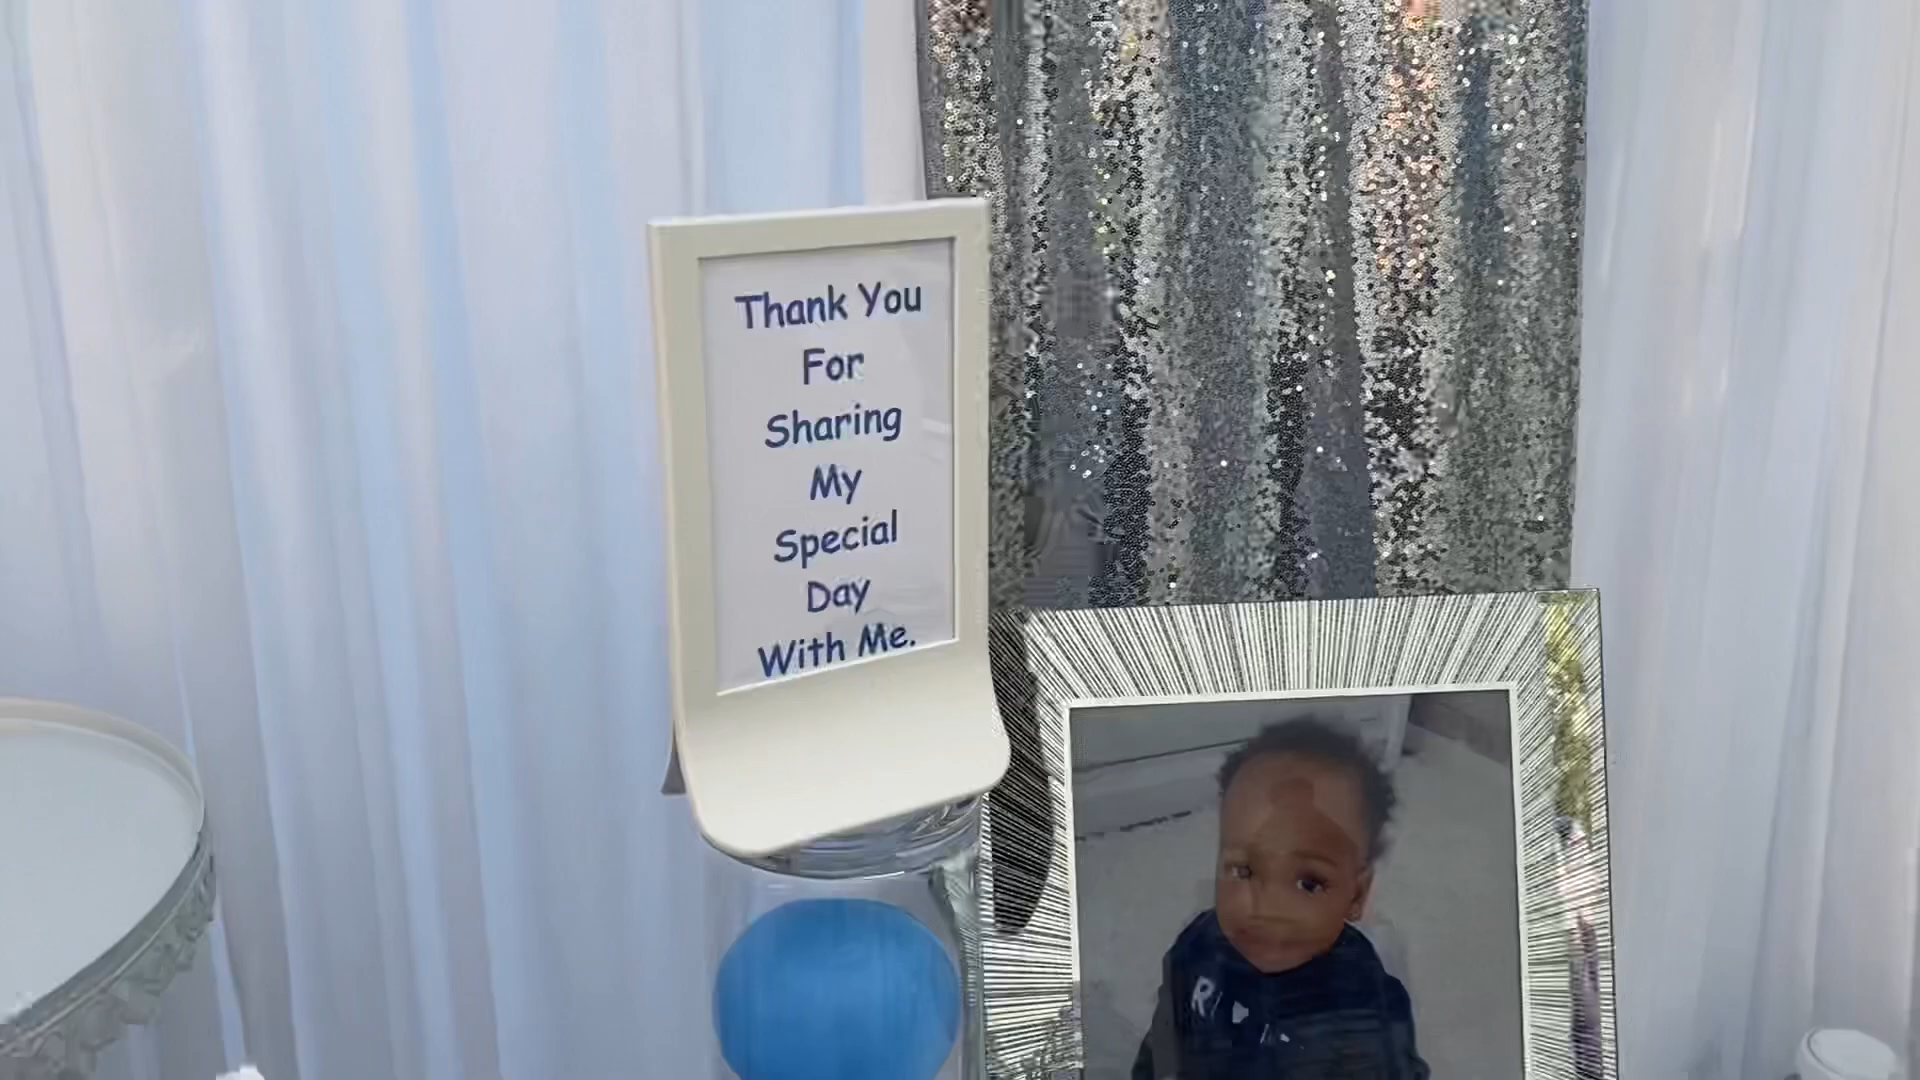 Thank You
For
Sharing
My
Special
Day
With Me.